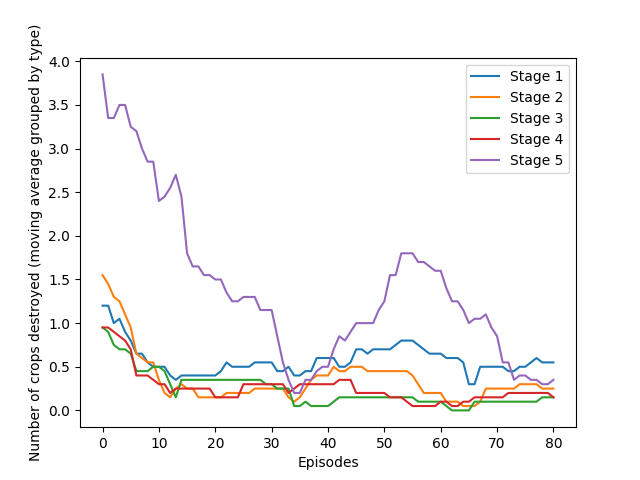 Number of crops destroyed (moving average grouped by type)
4.0
3.5
3.0
2.5
2.0
1.5
1.0
0.5
0.0
Stage 1
Stage 2
Stage 3
Stage 4
Stage 5
0 10 20 30 40 50 60 70 80
Episodes